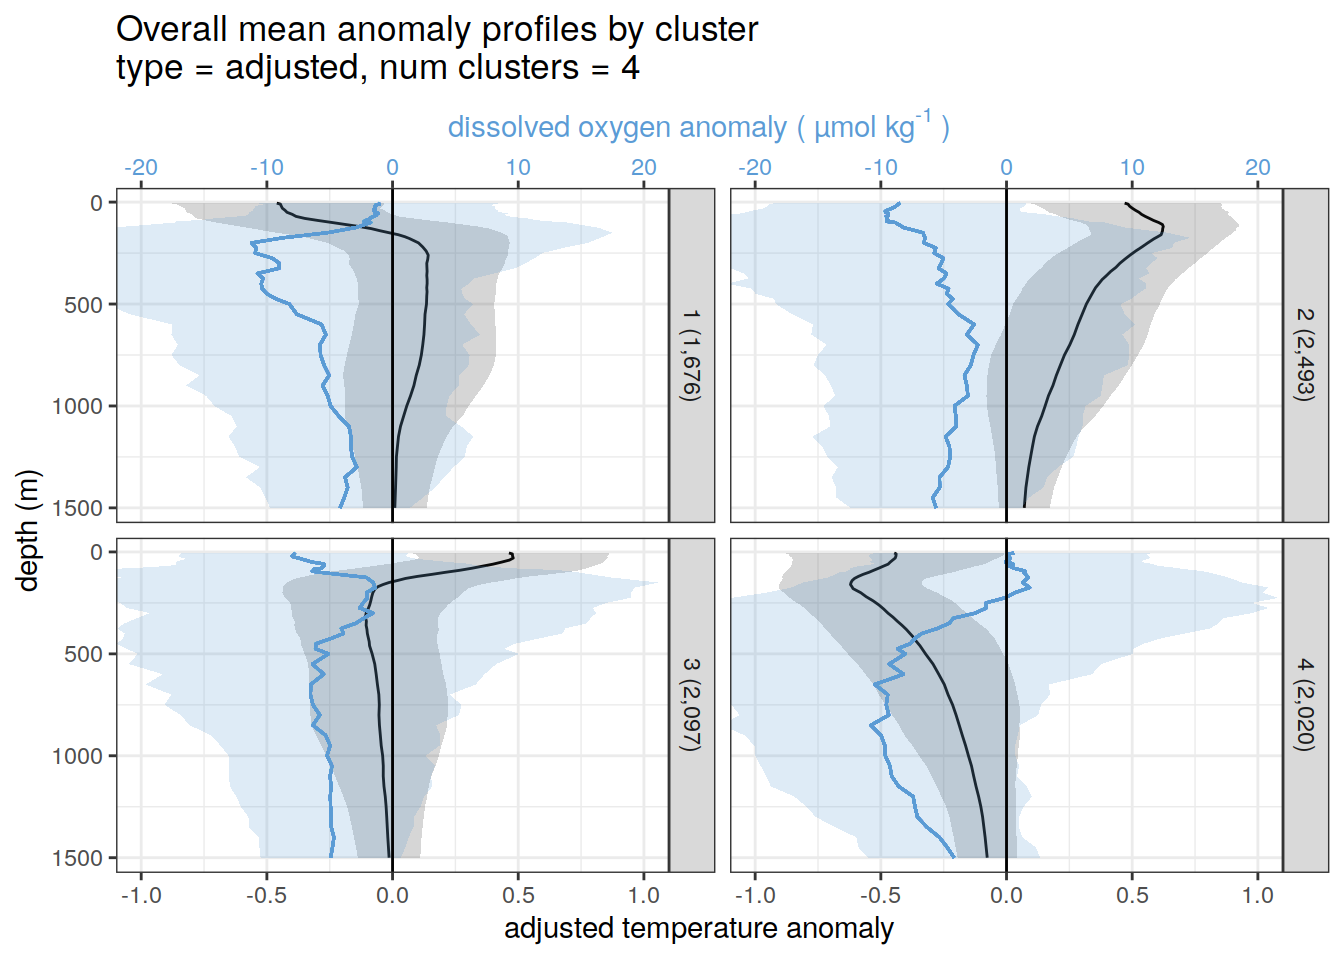 Overall mean anomaly profiles by cluster
type = adjusted, num clusters = 4
dissolved oxygen anomaly ( µmol kg⁻¹ )
-20 -10 0 10 20 -20 -10 0 10 20
0
500
1000
1500
1 (1,676)
2 (2,493)
depth (m)
0
500
1000
1500
3 (2,097)
4 (2,020)
-1.0 -0.5 0.0 0.5 1.0 -1.0 -0.5 0.0 0.5 1.0
adjusted temperature anomaly